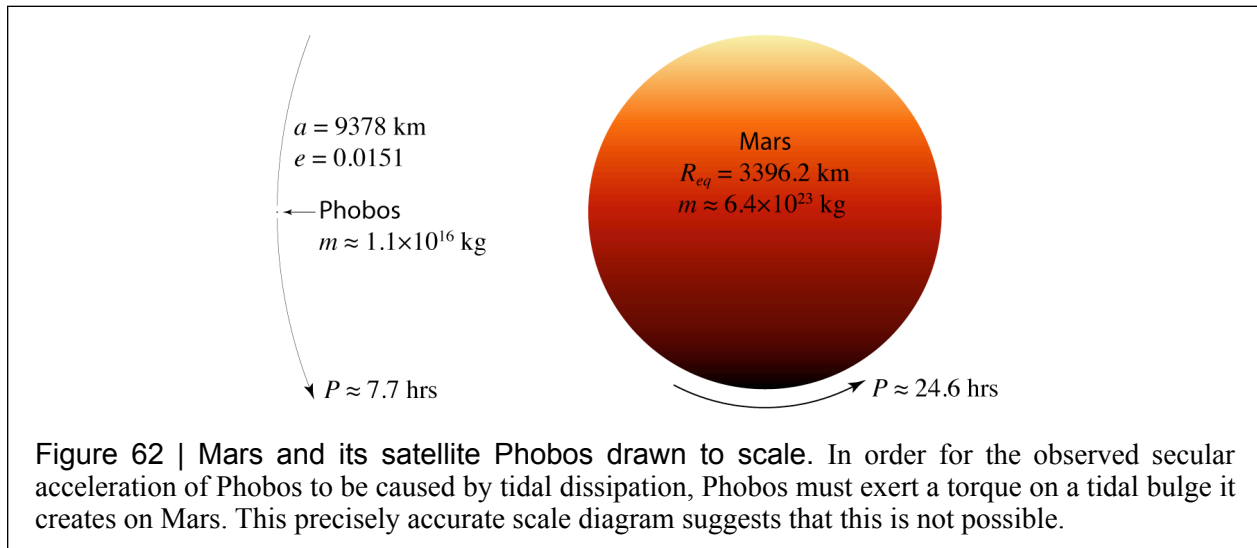 a = 9378 km
e = 0.0151
Phobos
m ≈ 1.1×10¹⁶ kg
P ≈ 7.7 hrs
Mars
R_eq = 3396.2 km
m ≈ 6.4×10²³ kg
P ≈ 24.6 hrs
Figure 62 | Mars and its satellite Phobos drawn to scale. In order for the observed secular
acceleration of Phobos to be caused by tidal dissipation, Phobos must exert a torque on a tidal bulge it
creates on Mars. This precisely accurate scale diagram suggests that this is not possible.